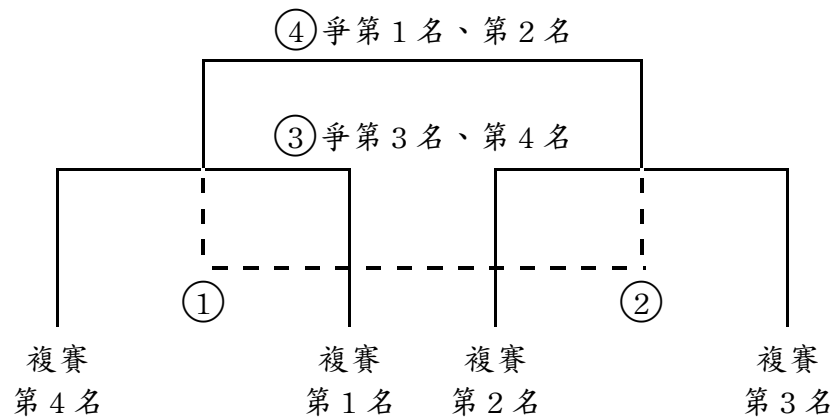 ④爭第1名、第2名
③爭第3名、第4名
①
②
複賽
第4名
複賽
第1名
複賽
第2名
複賽
第3名